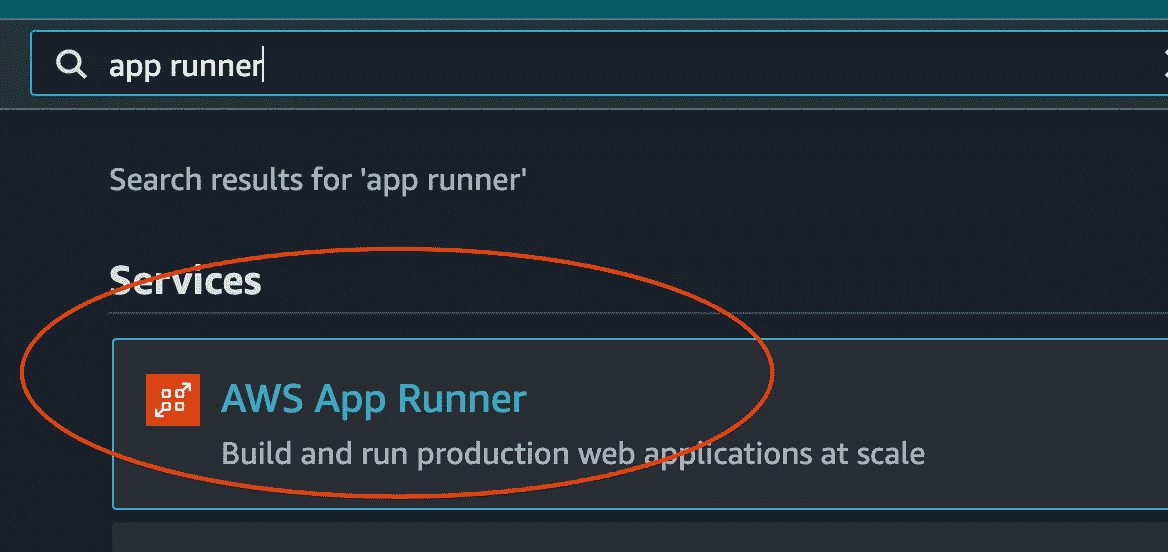 app runner
Search results for 'app runner'
Services
AWS App Runner
Build and run production web applications at scale